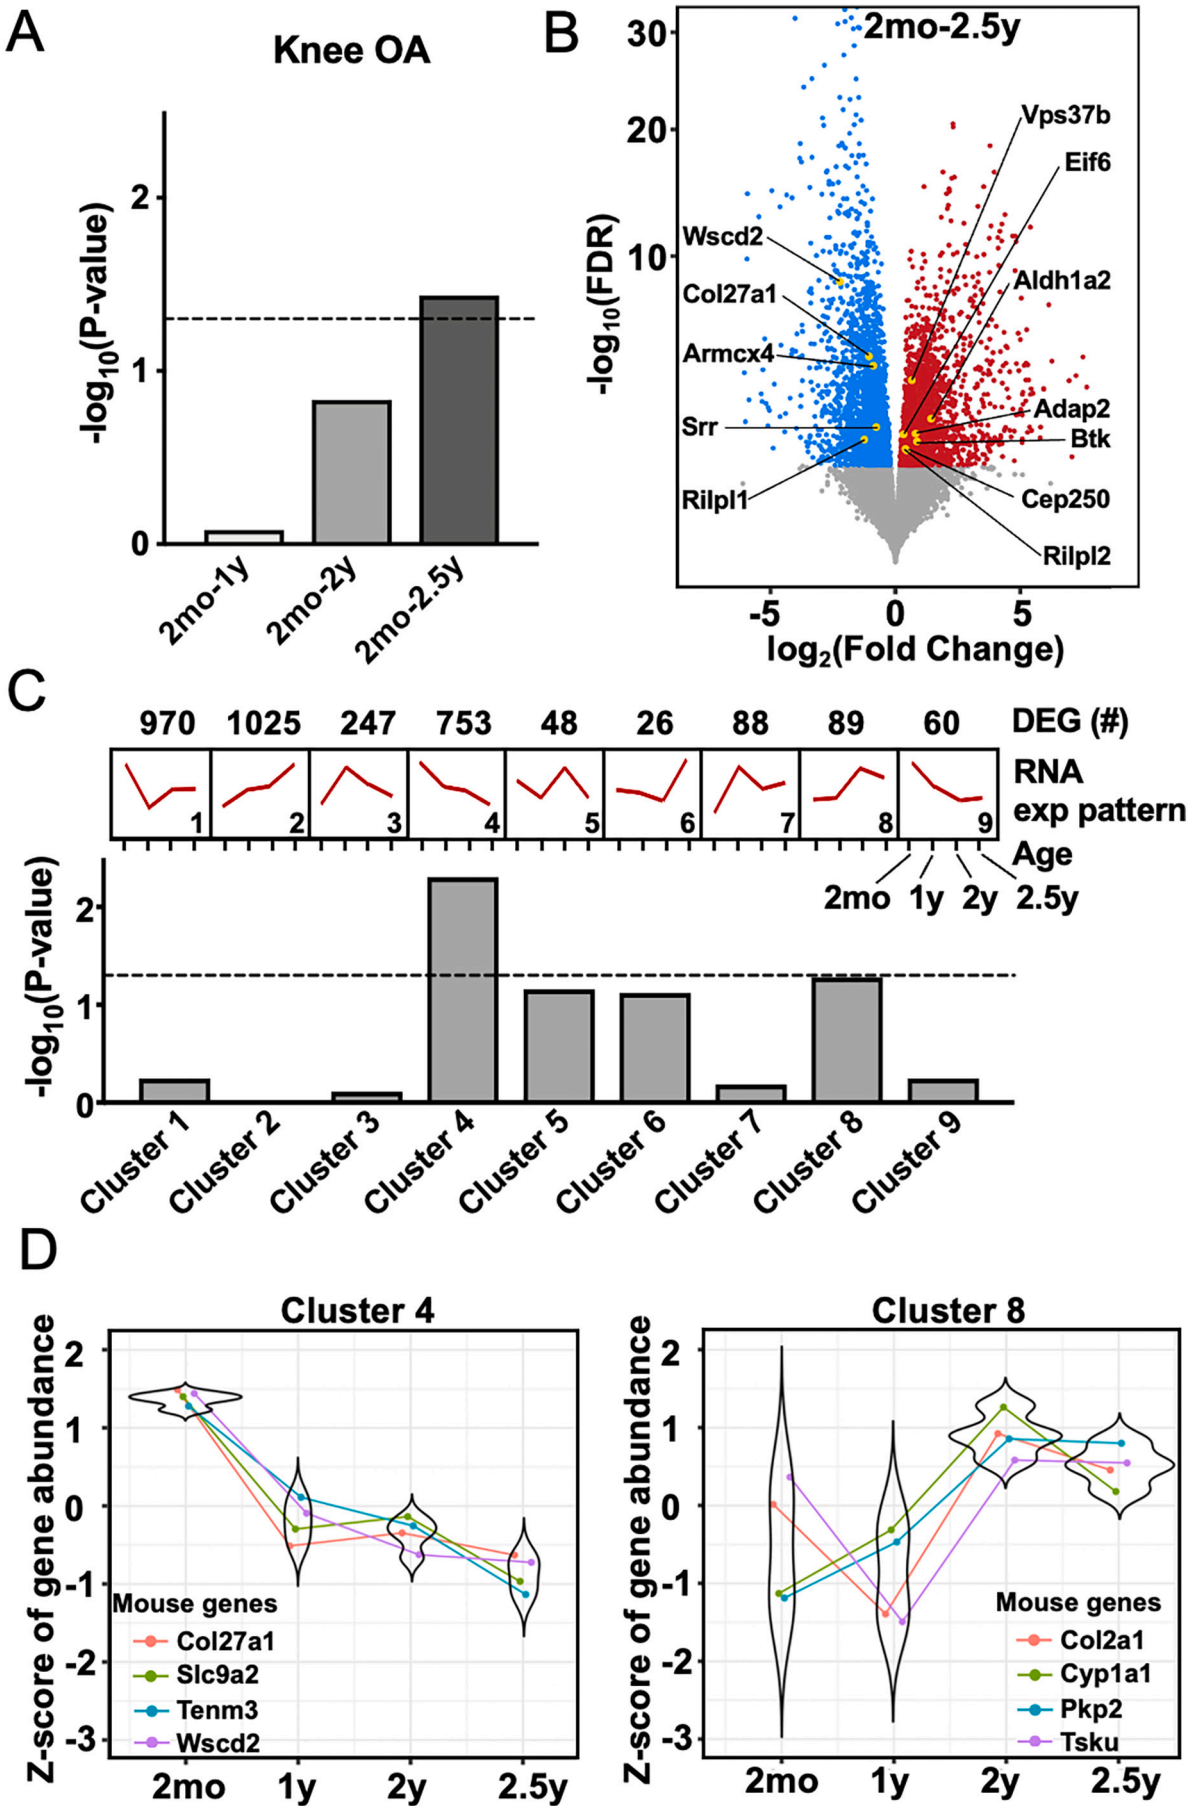 A
Knee OA
-log10(P-value)
2
1
0
2mo-1y
2mo-2y
2mo-2.5y
B
2mo-2.5y
-log10(FDR)
30
20
10
Vps37b
Eif6
Wscd2
Col27a1
Aldh1a2
Armcx4
Adap2
Srr
Btk
Rilpl1
Cep250
Rilpl2
-5 0 5
log2(Fold Change)
C
970 1025 247 753 48 26 88 89 60 DEG (#)
1 2 3 4 5 6 7 8 9
RNA
exp pattern
Age
2mo 1y 2y 2.5y
-log10(P-value)
2
1
0
Cluster 1
Cluster 2
Cluster 3
Cluster 4
Cluster 5
Cluster 6
Cluster 7
Cluster 8
Cluster 9
D
Cluster 4
Z-score of gene abundance
2
1
0
-1
-2
-3
Mouse genes
Col27a1
Slc9a2
Tenm3
Wscd2
2mo 1y 2y 2.5y
Cluster 8
Z-score of gene abundance
2
1
0
-1
-2
-3
Mouse genes
Col2a1
Cyp1a1
Pkp2
Tsku
2mo 1y 2y 2.5y